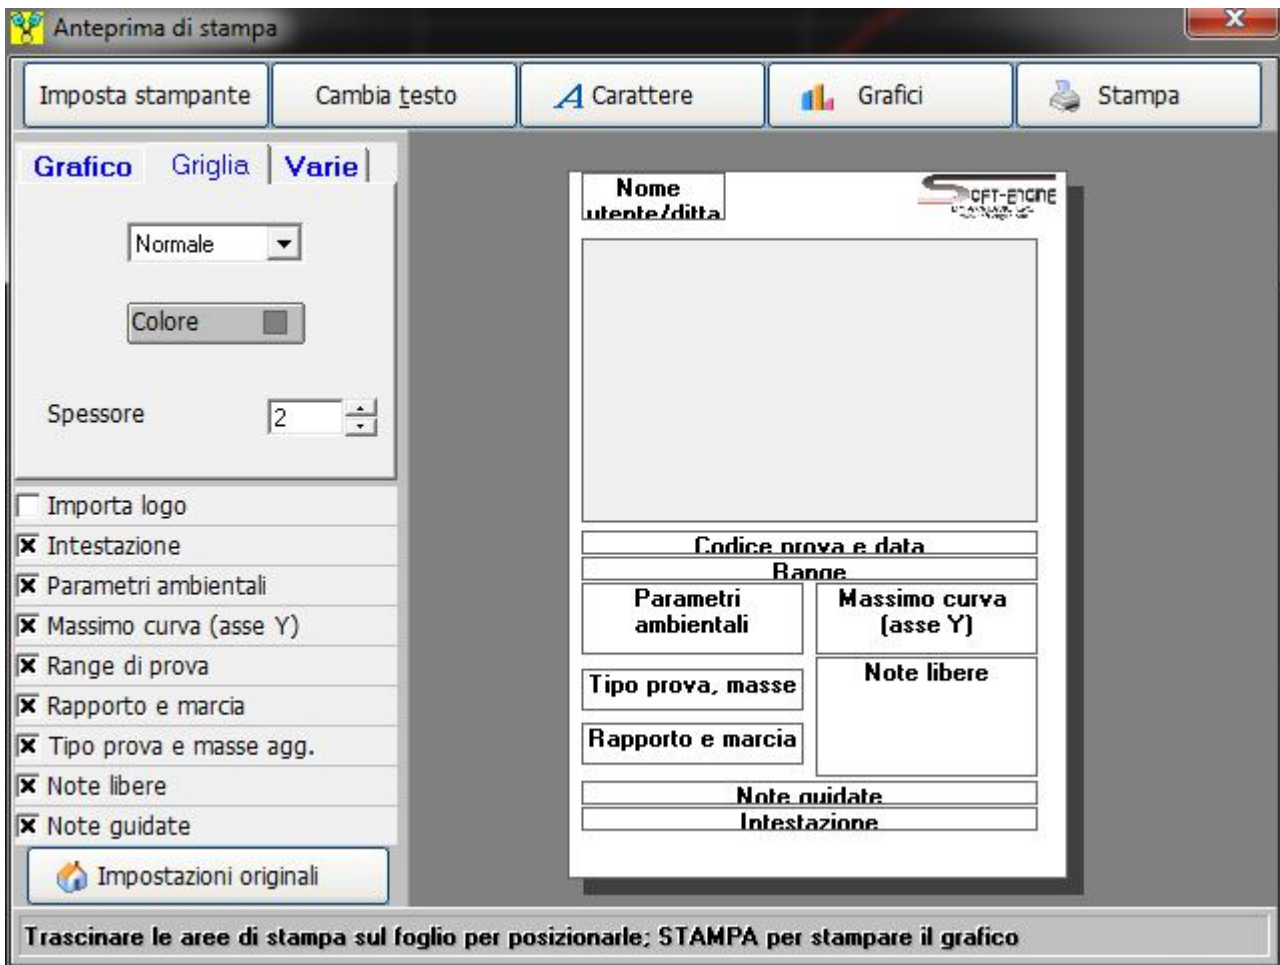 Anteprima di stampa
Imposta stampante
Cambia testo
A Carattere
Grafici
Stampa
Grafico
Griglia
Varie
Normale
Colore
Spessore
2
Importa logo
Intestazione
Parametri ambientali
Massimo curva (asse Y)
Range di prova
Rapporto e marcia
Tipo prova e masse agg.
Note libere
Note guidate
Impostazioni originali
Nome
utente/ditta
SOFT-ENGINE
Codice prova e data
Range
Parametri
ambientali
Massimo curva
(asse Y)
Tipo prova, masse
Note libere
Rapporto e marcia
Note guidate
Intestazione
Trascinare le aree di stampa sul foglio per posizionarle; STAMPA per stampare il grafico